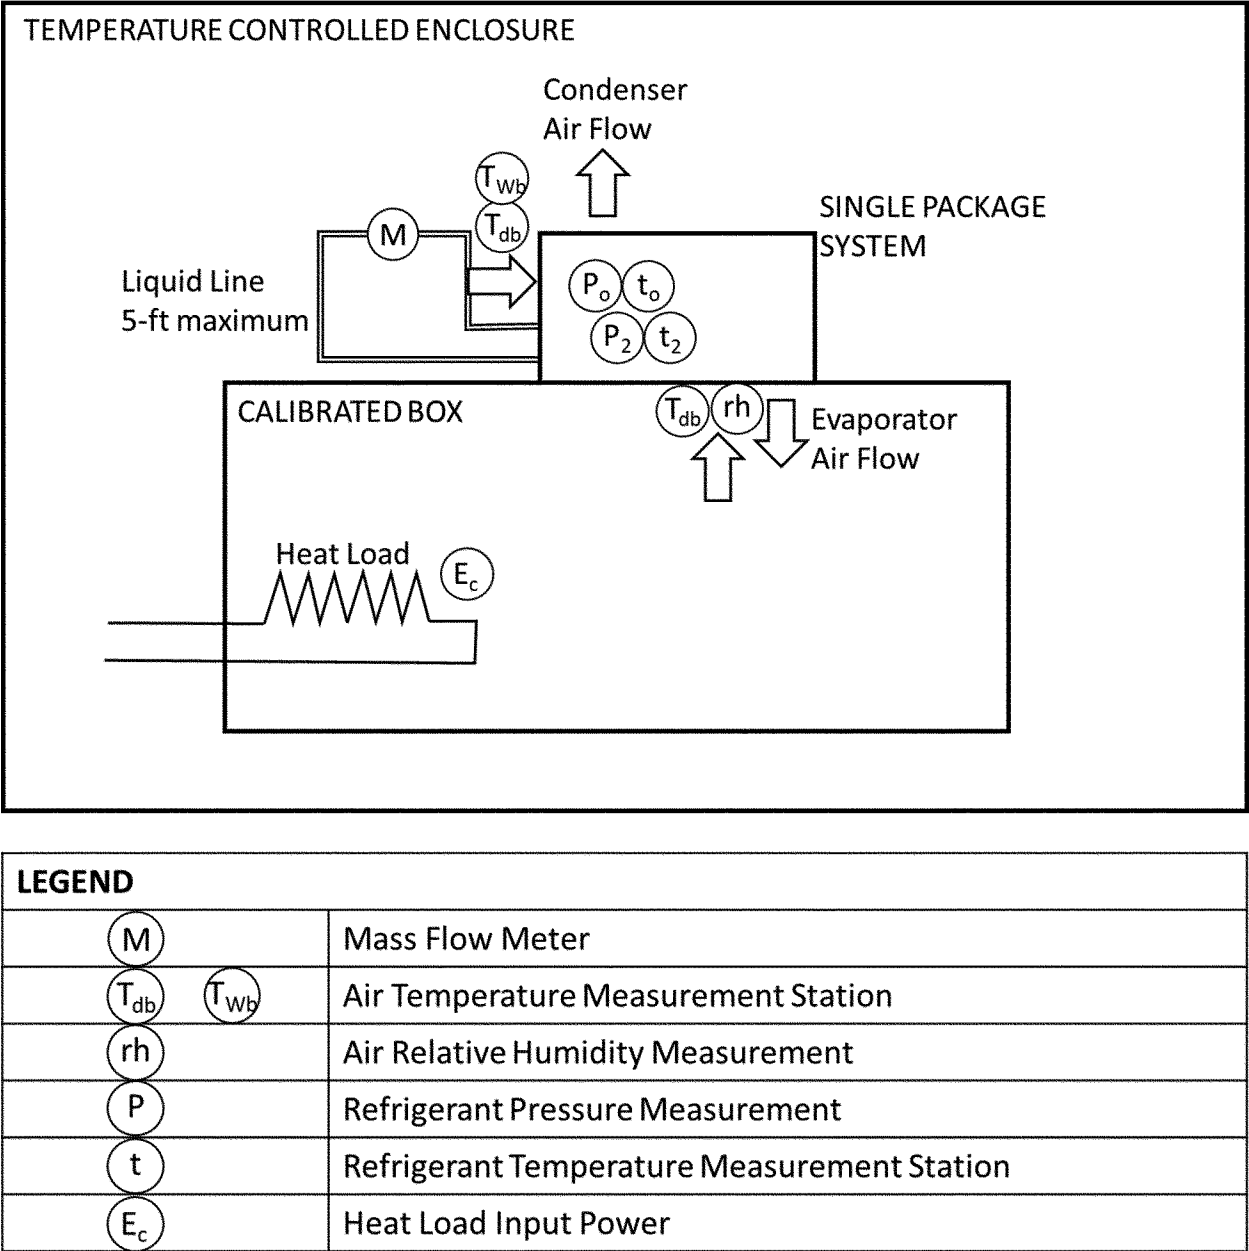 TEMPERATURE CONTROLLED ENCLOSURE
Condenser
Air Flow
TWb
Tdb
M
SINGLE PACKAGE
SYSTEM
Liquid Line
5-ft maximum
Po to
P2 t2
CALIBRATED BOX
Tdb rh
Evaporator
Air Flow
Heat Load
Ec
LEGEND
M Mass Flow Meter
Tdb TWb Air Temperature Measurement Station
rh Air Relative Humidity Measurement
P Refrigerant Pressure Measurement
t Refrigerant Temperature Measurement Station
Ec Heat Load Input Power